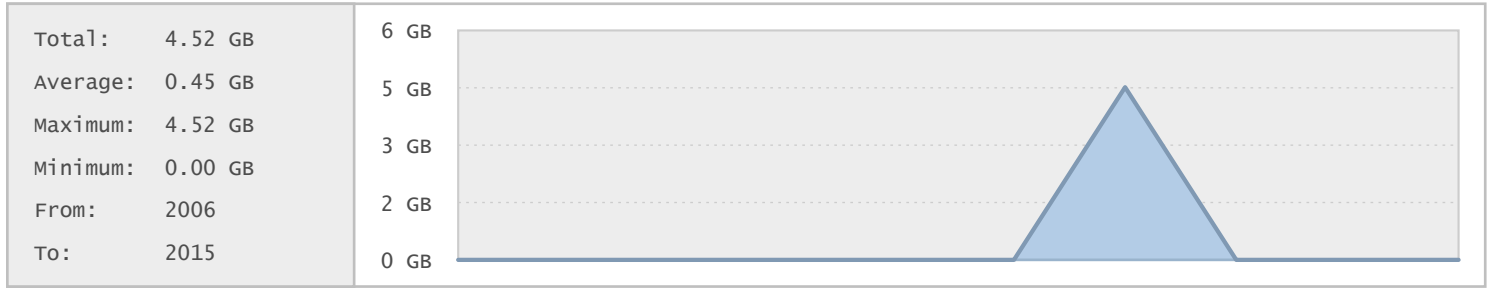 Total: 4.52 GB
Average: 0.45 GB
Maximum: 4.52 GB
Minimum: 0.00 GB
From: 2006
To: 2015
6 GB
5 GB
3 GB
2 GB
0 GB